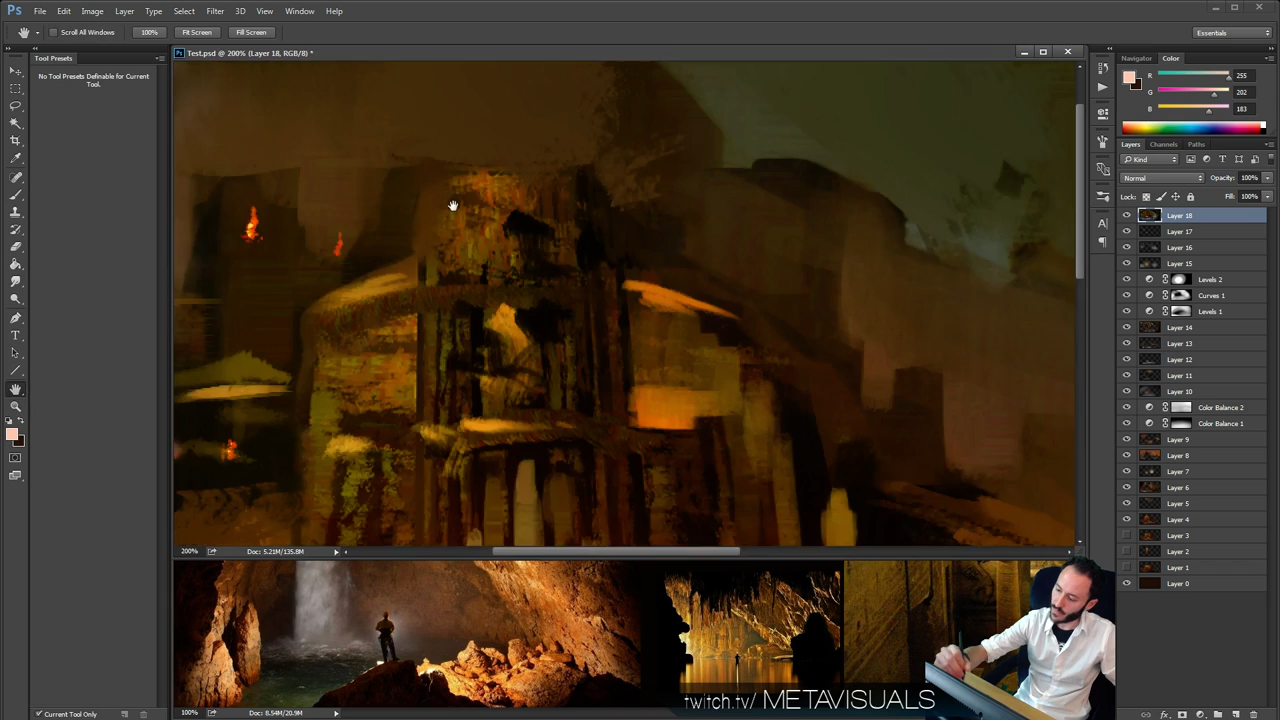 Ps File Edit Image Layer Type Select Filter 3D View Window Help
Scroll All Windows 100% Fit Screen Fill Screen Essentials
Tool Presets
No Tool Presets Definable for Current
Tool.
Ps Test.psd @ 200% (Layer 18, RGB/8) *
Navigator Color
R 255
G 202
B 183
Layers Channels Paths
Kind
Normal Opacity: 100%
Lock: Fill: 100%
Layer 18
Layer 17
Layer 16
Layer 15
Levels 2
Curves 1
Levels 1
Layer 14
Layer 13
Layer 12
Layer 11
Layer 10
Color Balance 2
Color Balance 1
Layer 9
Layer 8
Layer 7
Layer 6
Layer 5
Layer 4
Layer 3
Layer 2
Layer 1
Layer 0
200% Doc: 5.21M/135.8M
twitch.tv/ METAVISUALS
100% Doc: 8.54M/20.9M
Current Tool Only